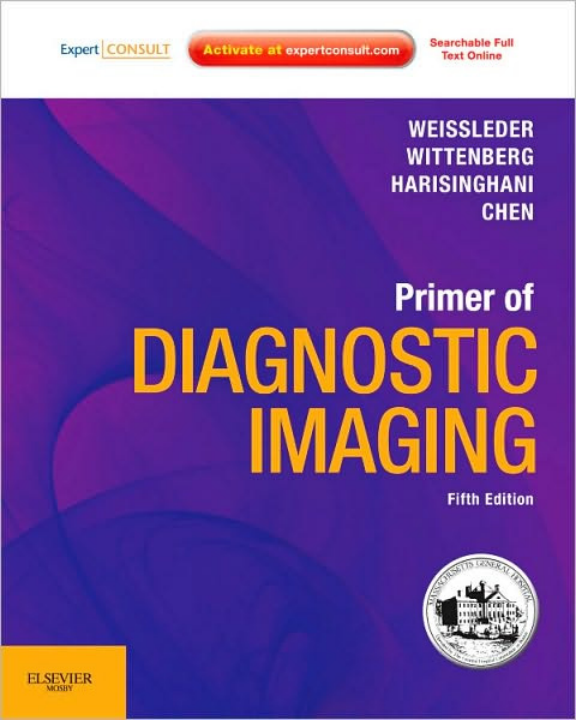 Expert CONSULT
Activate at expertconsult.com
Searchable Full
Text Online
WEISSLEDER
WITTENBERG
HARISINGHANI
CHEN
Primer of
DIAGNOSTIC
IMAGING
Fifth Edition
MASSACHUSETTS GENERAL HOSPITAL
ELSEVIER
MOSBY